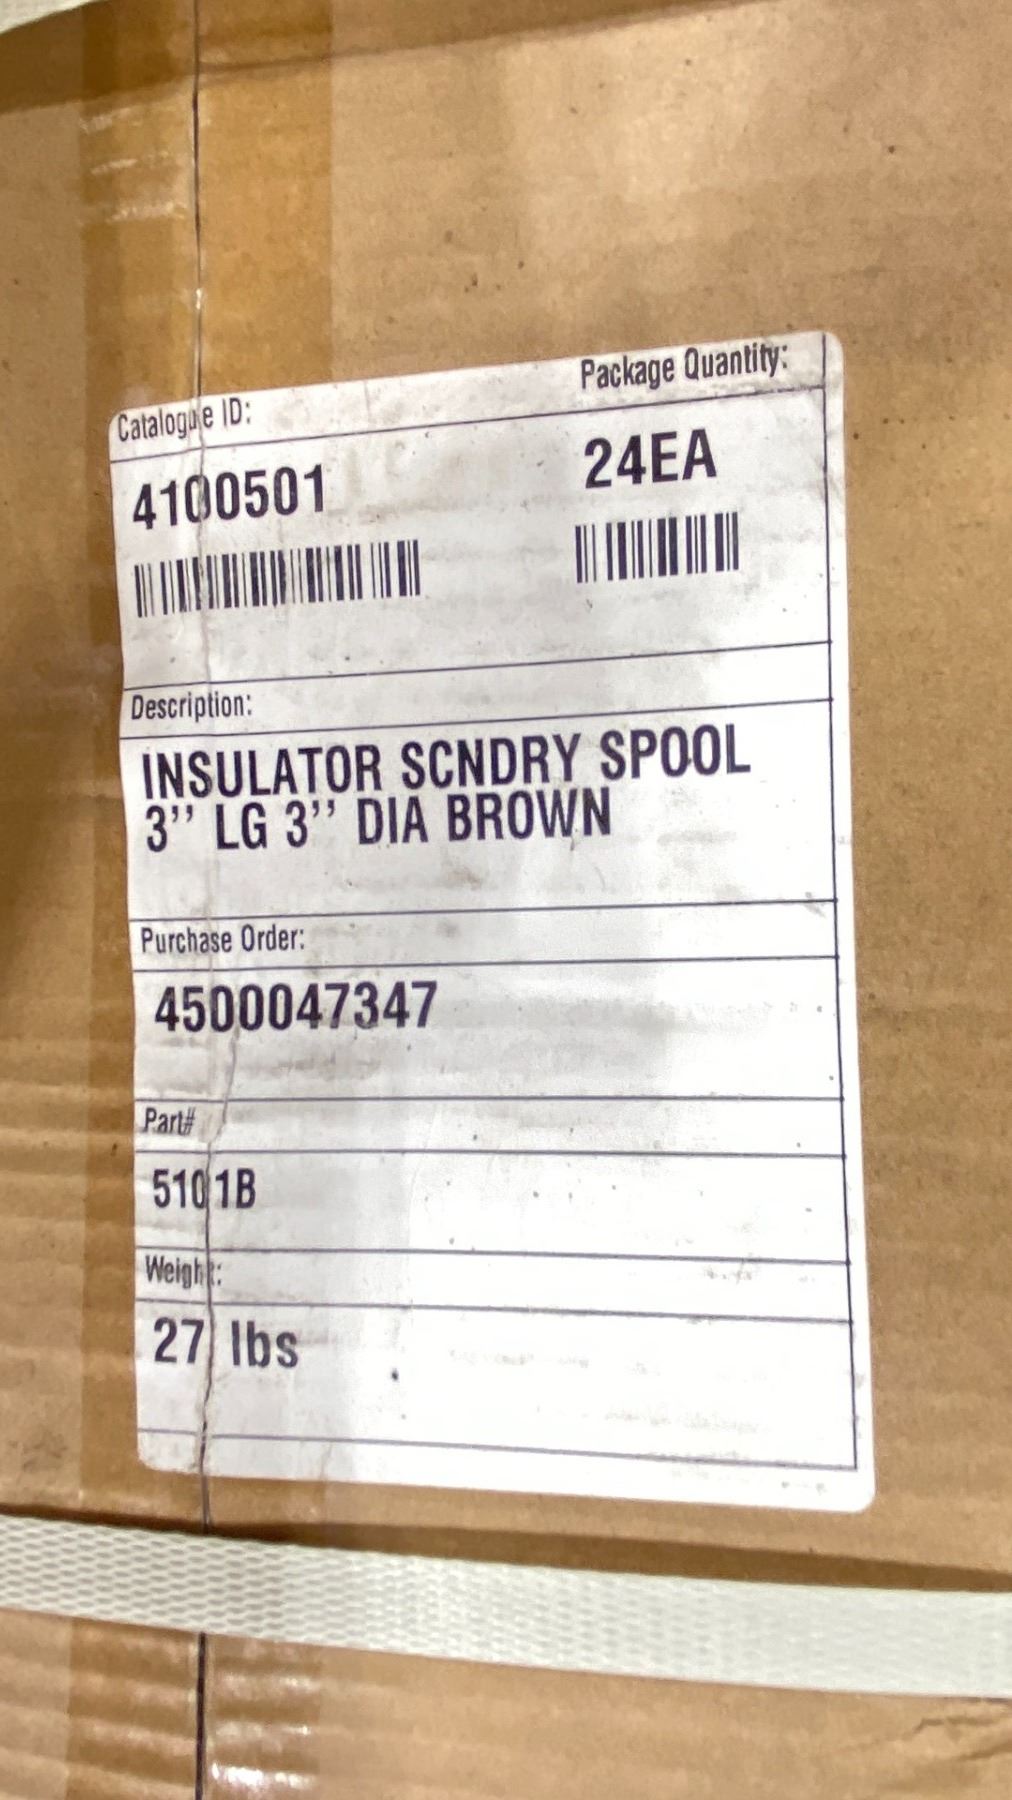 Catalogue ID: Package Quantity:
4100501 24EA
Description:
INSULATOR SCNDRY SPOOL
3’’ LG 3’’ DIA BROWN
Purchase Order:
4500047347
Part#
5101B
Weight:
27 lbs